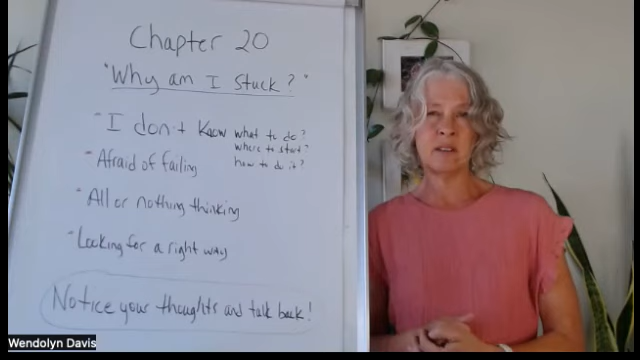 Chapter 20
"Why am I Stuck?"
"I don't know what to do?
where to start?
how to do it?
"Afraid of failing
"All or nothing thinking
"Looking for a right way
Notice your thoughts and talk back!
Wendolyn Davis